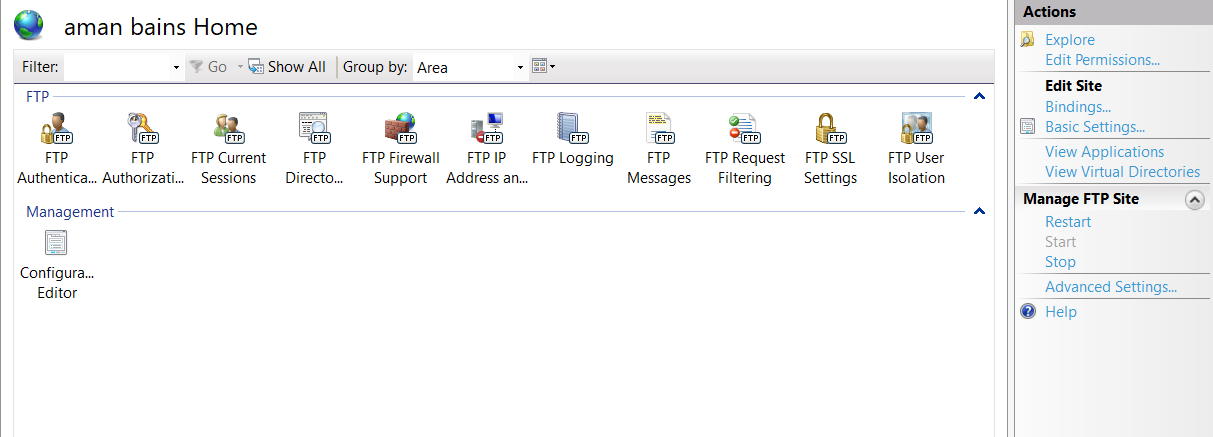 aman bains Home
Filter:
Go
Show All
Group by:
Area
FTP
FTP Authentica...
FTP Authorizati...
FTP Current Sessions
FTP Directo...
FTP Firewall Support
FTP IP Address an...
FTP Logging
FTP Messages
FTP Request Filtering
FTP SSL Settings
FTP User Isolation
Management
Configura... Editor
Actions
Explore
Edit Permissions...
Edit Site
Bindings...
Basic Settings...
View Applications
View Virtual Directories
Manage FTP Site
Restart
Start
Stop
Advanced Settings...
Help